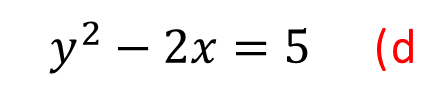 y² − 2x = 5 (d